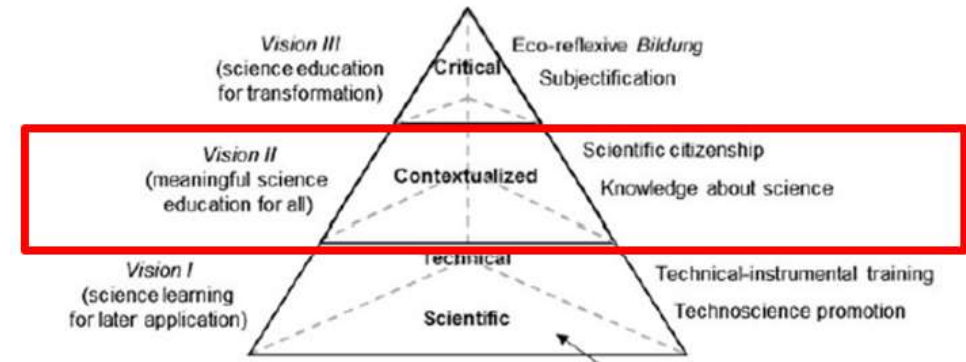 Vision III
(science education
for transformation)
Critical
Eco-reflexive Bildung
Subjectification
Vision II
(meaningful science
education for all)
Contextualized
Scientific citizenship
Knowledge about science
Vision I
(science learning
for later application)
Technical
Scientific
Technical-instrumental training
Technoscience promotion